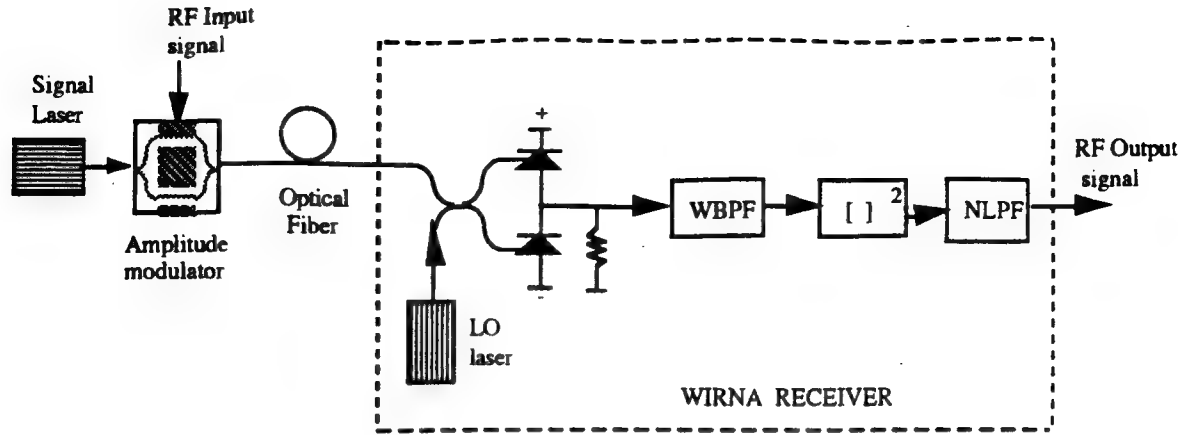 RF Input
signal
Signal
Laser
Amplitude
modulator
Optical
Fiber
+
-
LO
laser
WBPF
[ ] 2
NLPF
RF Output
signal
WIRNA RECEIVER